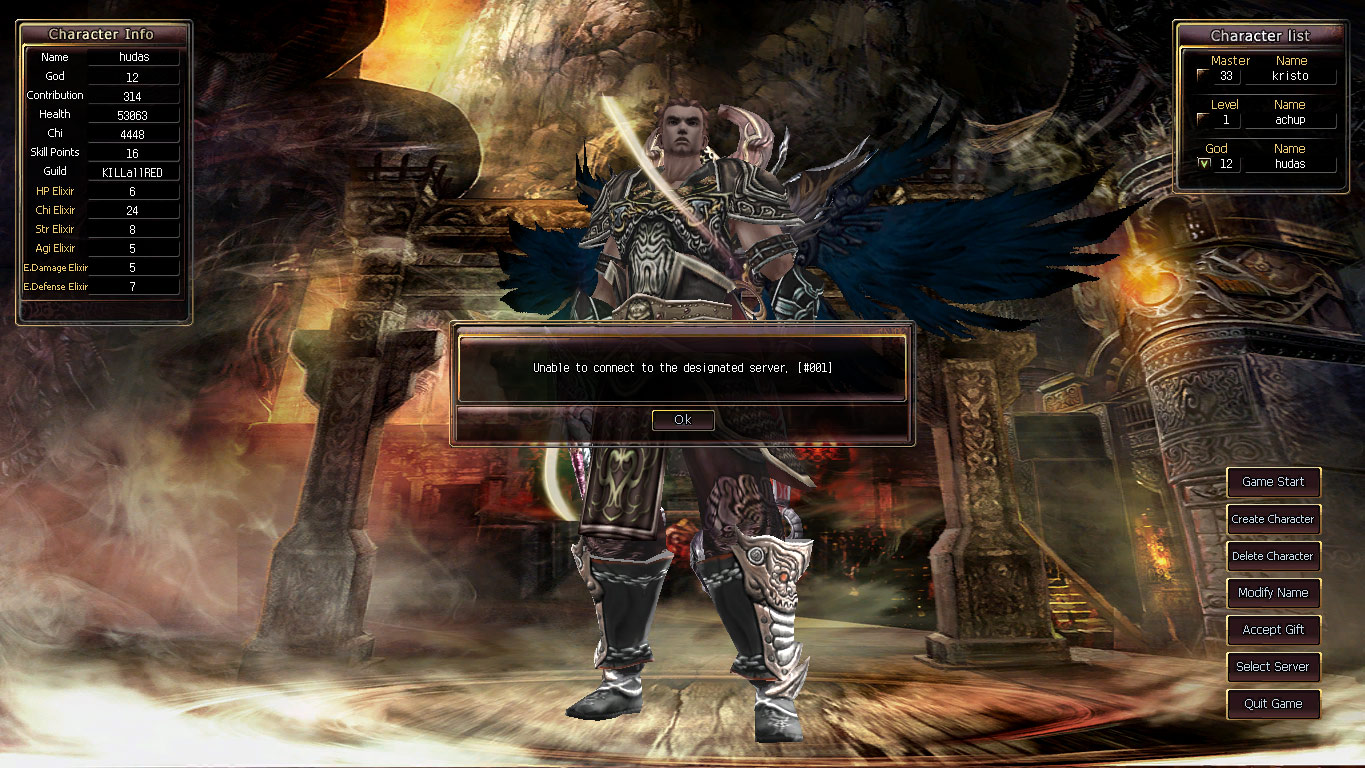 Character Info
Name hudas
God 12
Contribution 314
Health 53063
Chi 4448
Skill Points 16
Guild KILLallRED
HP Elixir 6
Chi Elixir 24
Str Elixir 8
Agi Elixir 5
E.Damage Elixir 5
E.Defense Elixir 7
Character list
Master Name
33 kristo
Level Name
1 achup
God Name
12 hudas
Unable to connect to the designated server. [#001]
Ok
Game Start
Create Character
Delete Character
Modify Name
Accept Gift
Select Server
Quit Game